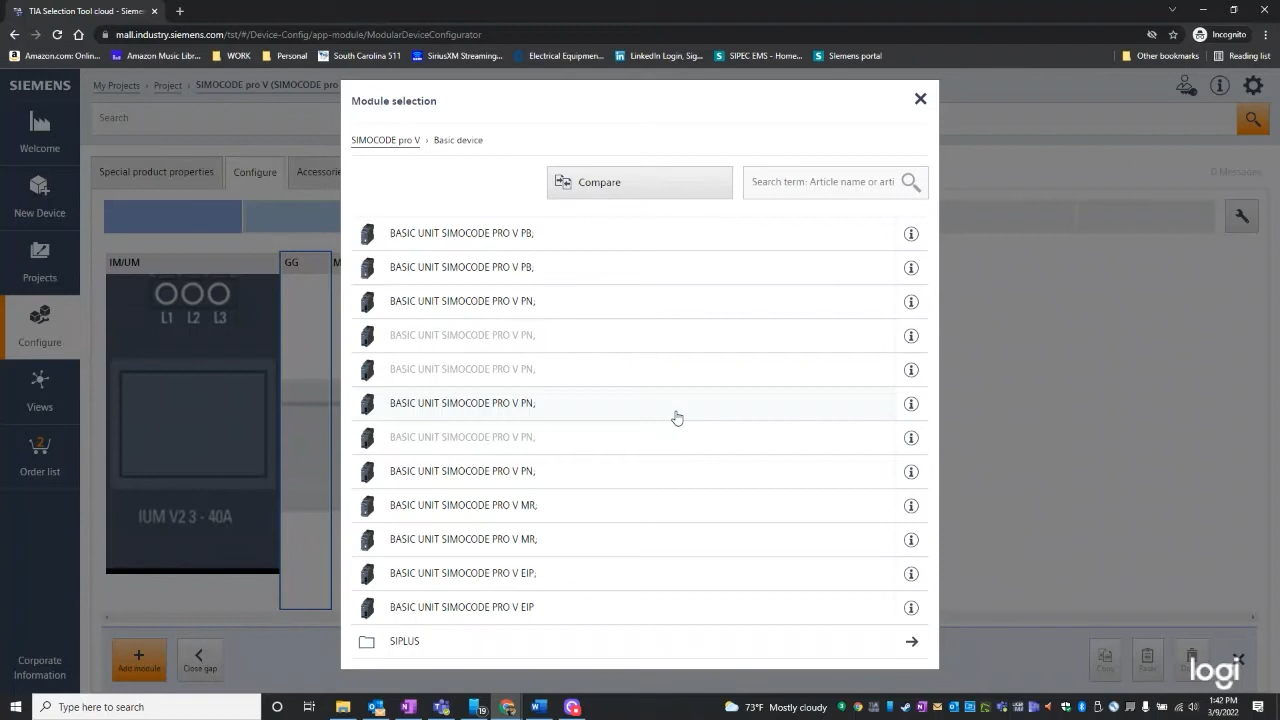 TIA Selection Tool cloud - Sieme
Incognito
mall.industry.siemens.com/tst/#/Device-Config/app-module/ModularDeviceConfigurator
Amazon.com: Onlin... Amazon Music WORK Personal South Carolina 511 SiriusXM Streaming... Electrical Equipmen... LinkedIn Login, Sig... SIPEC EMS - Home... Siemens portal Other bookmarks Reading list
SIEMENS
My Projects › Project › SIMOCODE pro V (SIMOCODE pro
Module selection
Search
SIMOCODE pro V › Basic device
Welcome
Special product properties Configure Accessori
0 Messages
Compare
Search term: Article name or arti
New Device
BASIC UNIT SIMOCODE PRO V PB;
IM/UM GG M
BASIC UNIT SIMOCODE PRO V PB;
Projects
BASIC UNIT SIMOCODE PRO V PN;
L1 L2 L3
BASIC UNIT SIMOCODE PRO V PN;
Configure
BASIC UNIT SIMOCODE PRO V PN;
BASIC UNIT SIMOCODE PRO V PN;
Views
BASIC UNIT SIMOCODE PRO V PN;
2
Order list
BASIC UNIT SIMOCODE PRO V PN;
BASIC UNIT SIMOCODE PRO V MR;
IUM V2 3 - 40A
BASIC UNIT SIMOCODE PRO V MR;
BASIC UNIT SIMOCODE PRO V EIP;
BASIC UNIT SIMOCODE PRO V EIP
SIPLUS
Corporate
Information
Add module
Close gap
Copy
Paste
logi
Type here to search
19
73°F Mostly cloudy
1:42 PM
3/9/2022